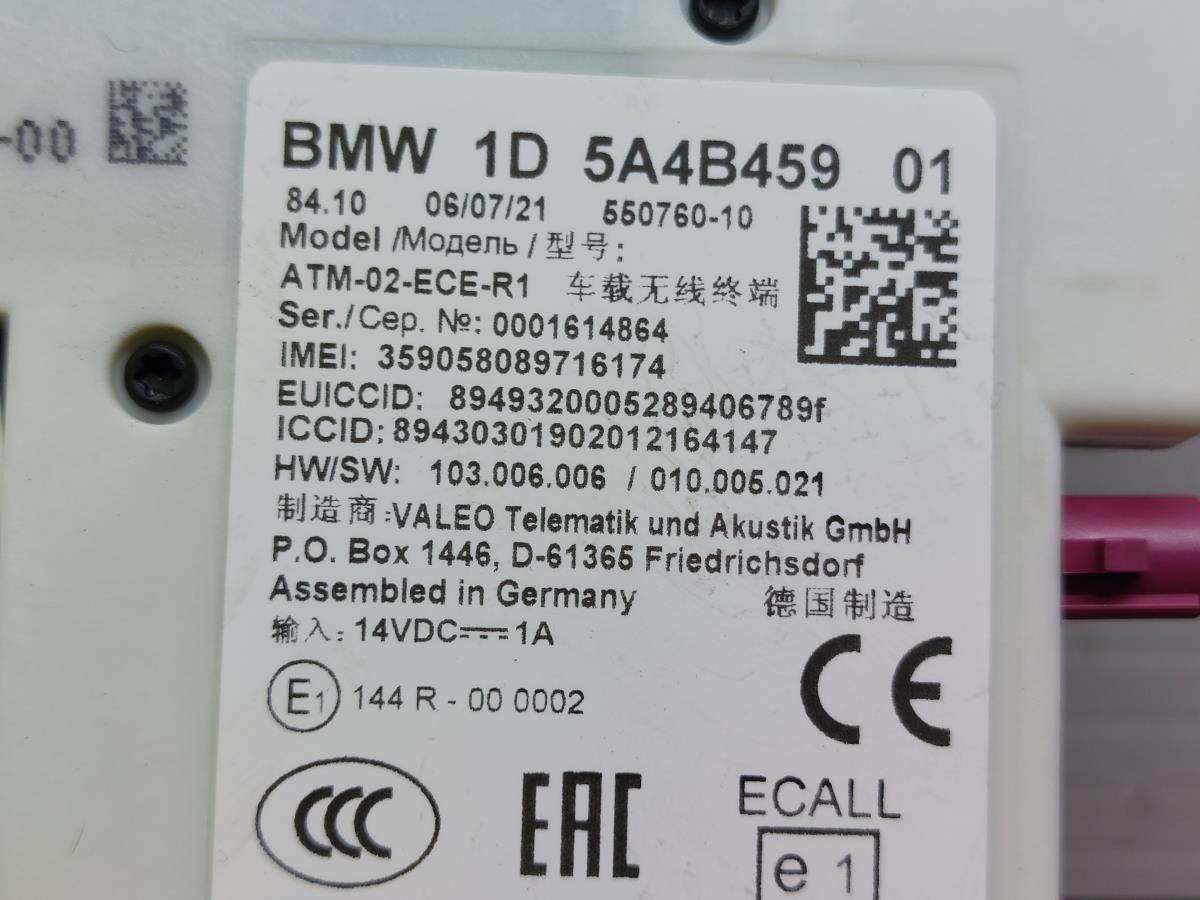 -00
BMW 1D 5A4B459 01
84.10 06/07/21 550760-10
Model /Модель / 型号:
ATM-02-ECE-R1 车载无线终端
Ser./Сер. №: 0001614864
IMEI: 359058089716174
EUICCID: 8949320005289406789f
ICCID: 89430301902012164147
HW/SW: 103.006.006 / 010.005.021
制造商:VALEO Telematik und Akustik GmbH
P.O. Box 1446, D-61365 Friedrichsdorf
Assembled in Germany 德国制造
输入: 14VDC⎓1A
E1 144 R - 00 0002
CE
CCC EAC ECALL
e 1